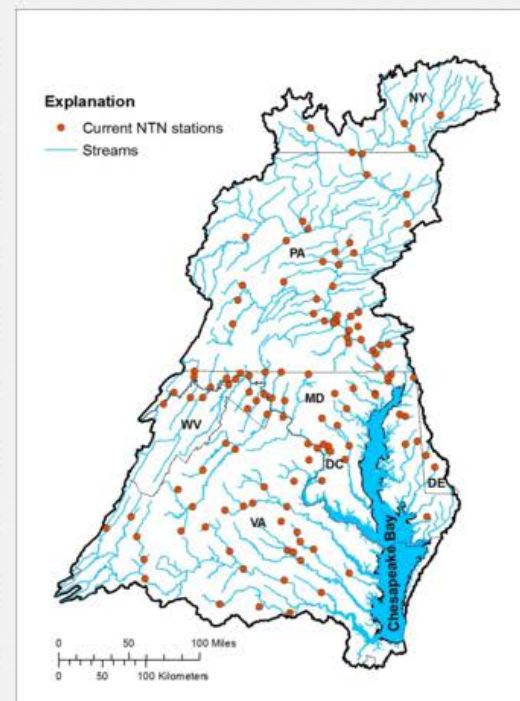 NY
Explanation
Current NTN stations
Streams
PA
MD
WV
DC
DE
VA
Chesapeake Bay
0 50 100 Miles
0 50 100 Kilometers